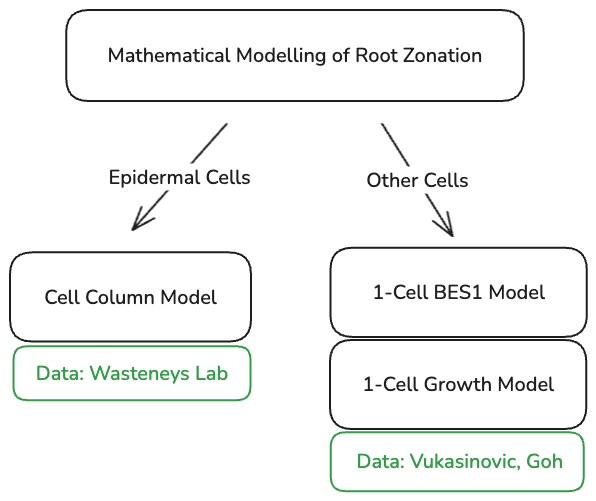 Mathematical Modelling of Root Zonation
Epidermal Cells
Other Cells
Cell Column Model
Data: Wasteneys Lab
1-Cell BES1 Model
1-Cell Growth Model
Data: Vukasinovic, Goh